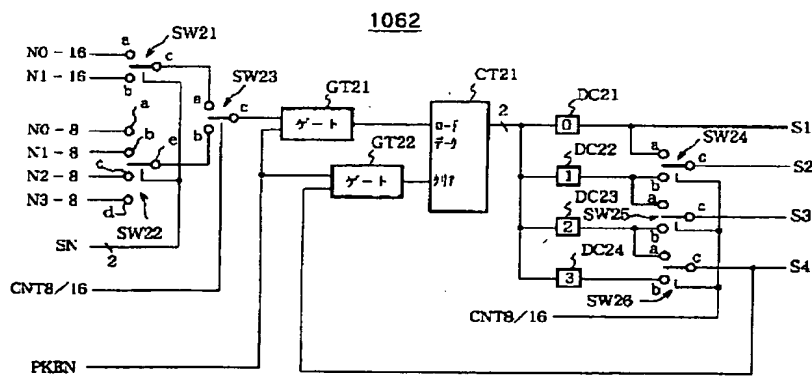 1062
a
SW21
N0-16
c
N1-16
b
SW23
a
c
b
a
N0-8
b
N1-8
e
N2-8
c
N3-8
d
SW22
SN
2
CNT8/16
PKEN
GT21
ゲート
GT22
ゲート
CT21
ロード
データ
クリア
2
DC21
0
S1
SW24
a
c
S2
b
DC22
1
a
SW25
c
S3
b
DC23
2
a
c
S4
b
DC24
3
SW26
CNT8/16